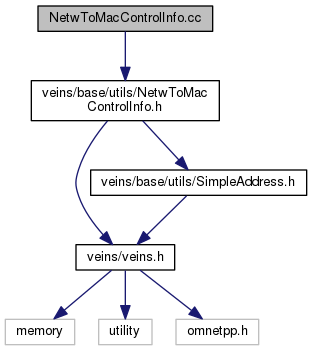 NetwToMacControlInfo.cc
veins/base/utils/NetwToMac
ControlInfo.h
veins/base/utils/SimpleAddress.h
veins/veins.h
memory
utility
omnetpp.h